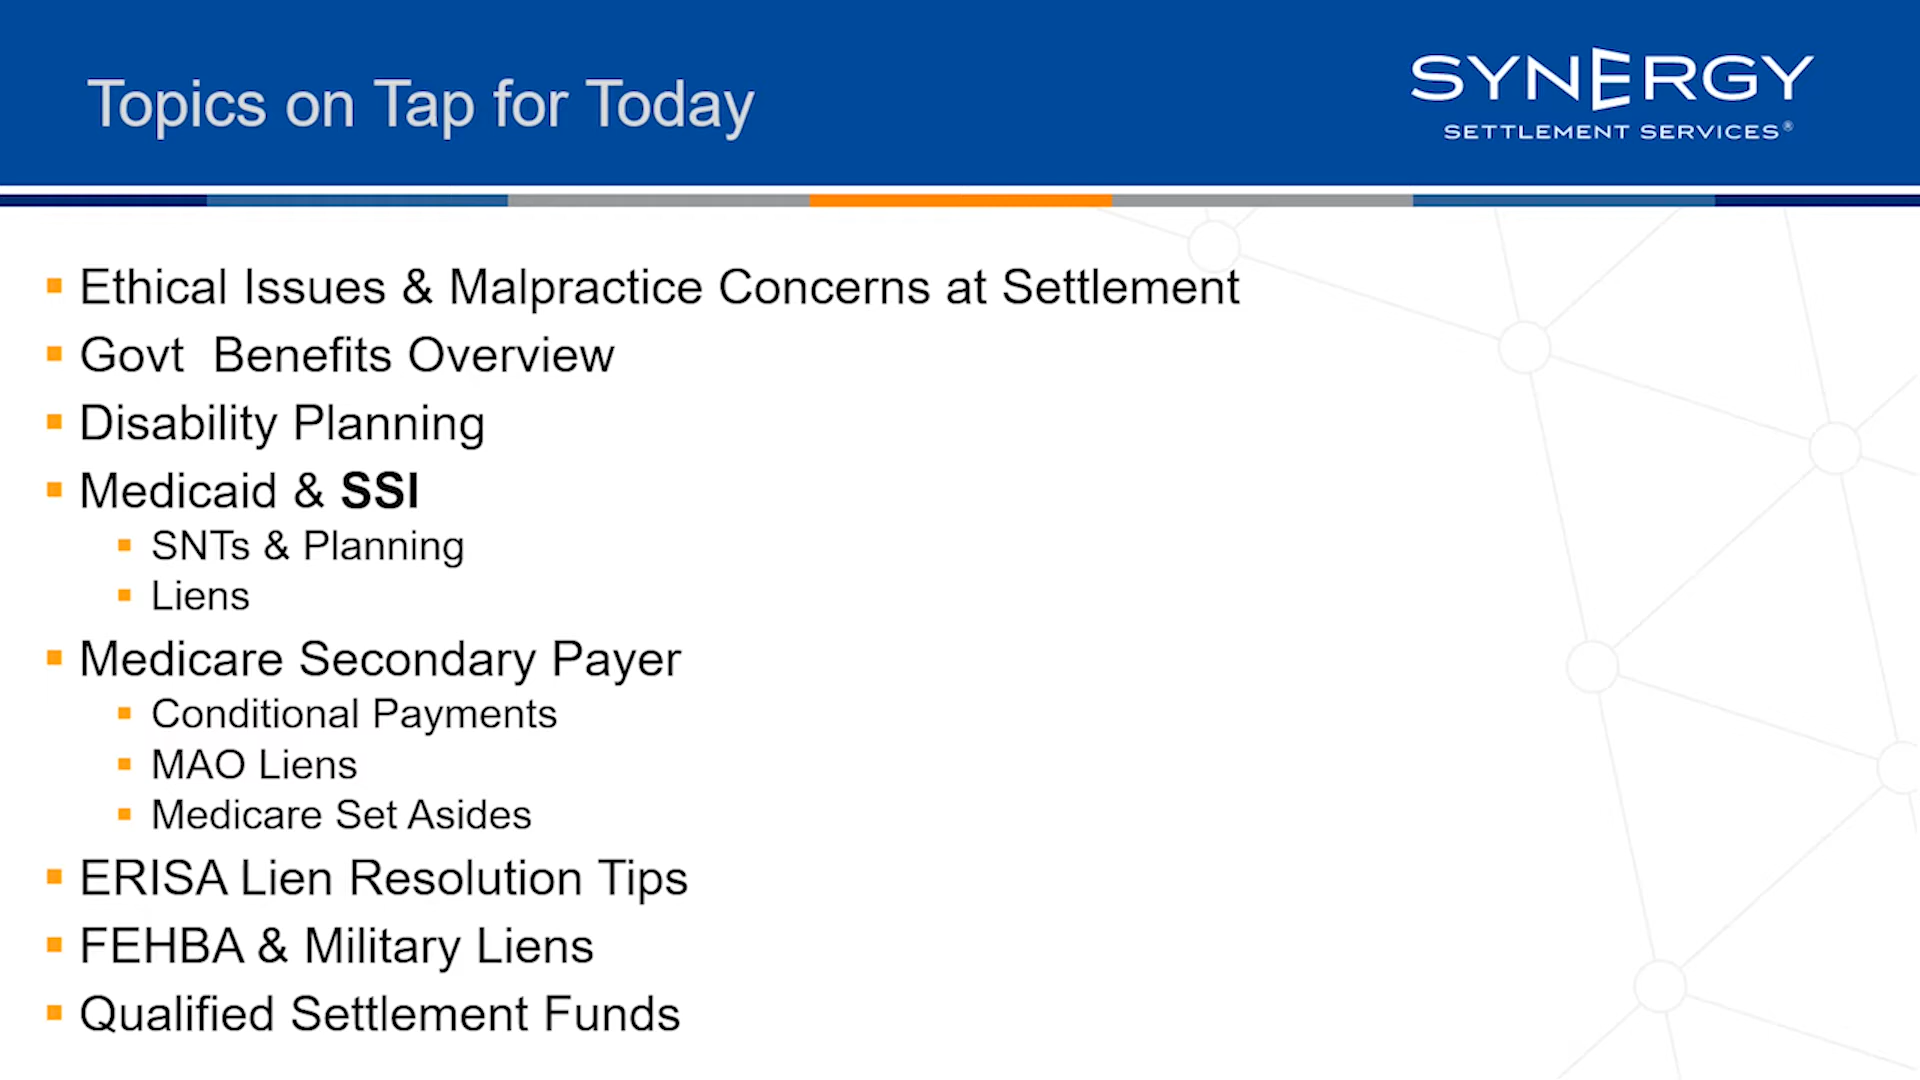 Topics on Tap for Today
SYNERGY
SETTLEMENT SERVICES®
Ethical Issues & Malpractice Concerns at Settlement
Govt  Benefits Overview
Disability Planning
Medicaid & SSI
SNTs & Planning
Liens
Medicare Secondary Payer
Conditional Payments
MAO Liens
Medicare Set Asides
ERISA Lien Resolution Tips
FEHBA & Military Liens
Qualified Settlement Funds